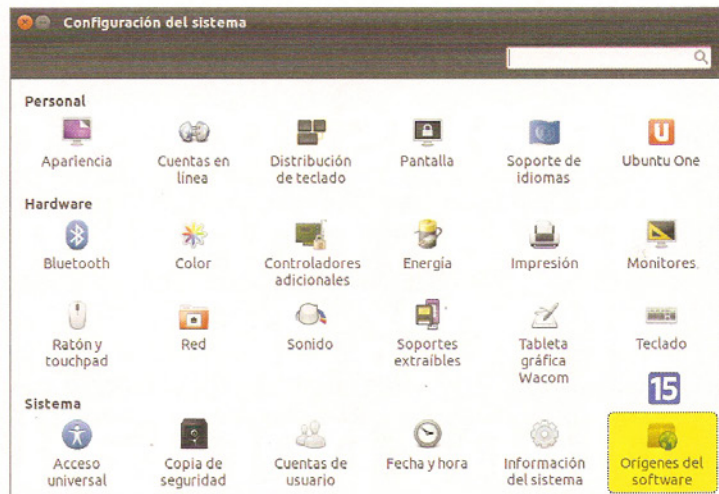 Configuración del sistema
Personal
Apariencia
Cuentas en
línea
Distribución
de teclado
Pantalla
Soporte de
idiomas
Ubuntu One
Hardware
Bluetooth
Color
Controladores
adicionales
Energía
Impresión
Monitores
Ratón y
touchpad
Red
Sonido
Soportes
extraíbles
Tableta
gráfica
Wacom
Teclado
15
Sistema
Acceso
universal
Copia de
seguridad
Cuentas de
usuario
Fecha y hora
Información
del sistema
Orígenes del
software